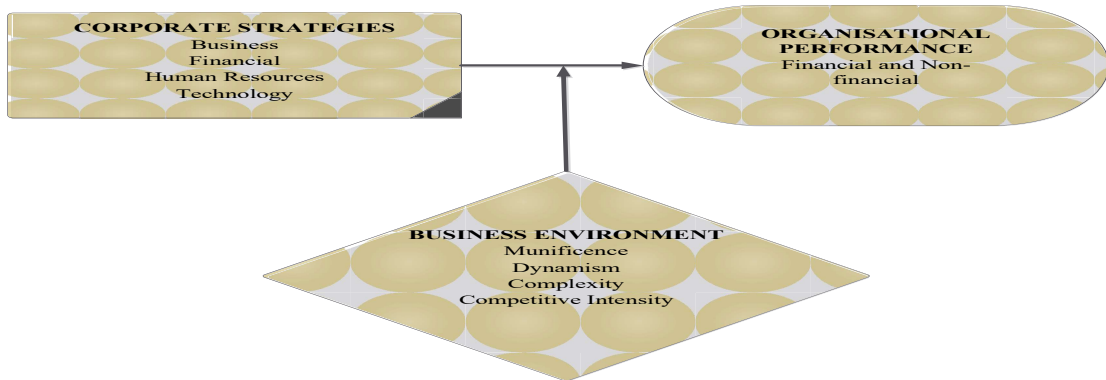 CORPORATE STRATEGIES
Business
Financial
Human Resources
Technology
ORGANISATIONAL
PERFORMANCE
Financial and Non-
financial
BUSINESS ENVIRONMENT
Munificence
Dynamism
Complexity
Competitive Intensity